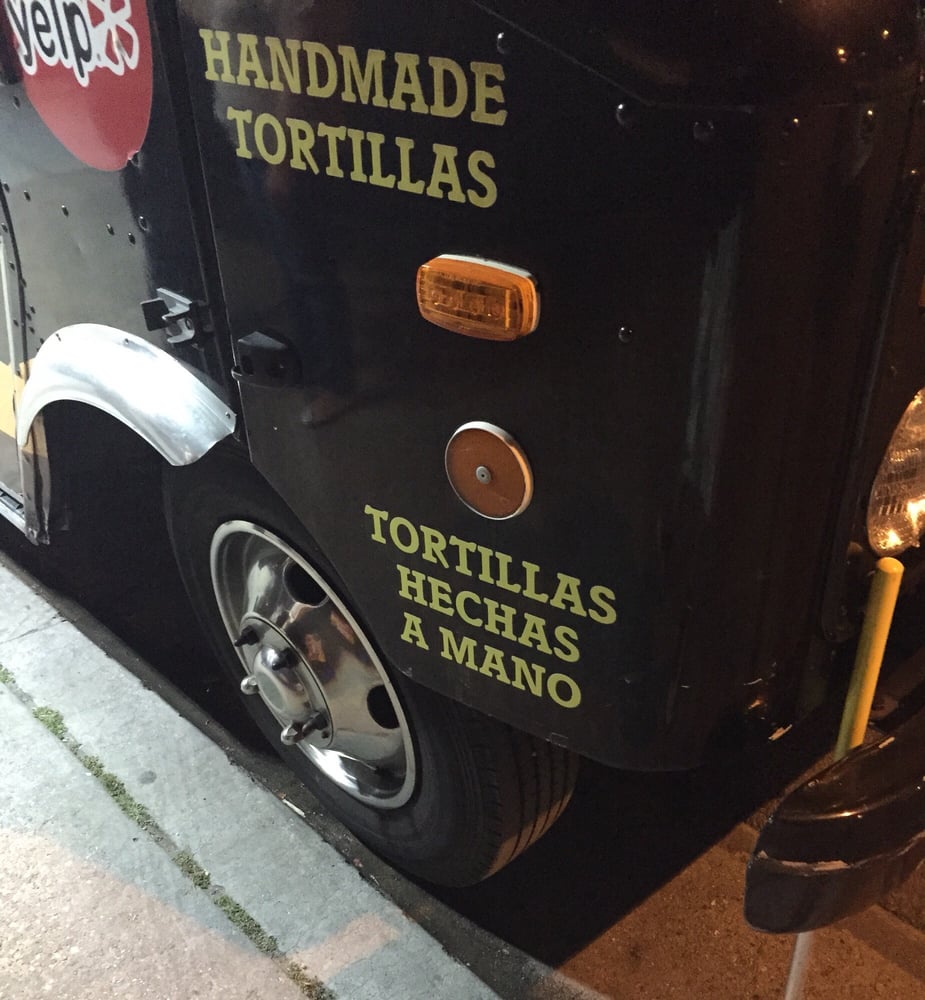 yelp
HANDMADE
TORTILLAS
TORTILLAS
HECHAS
A MANO